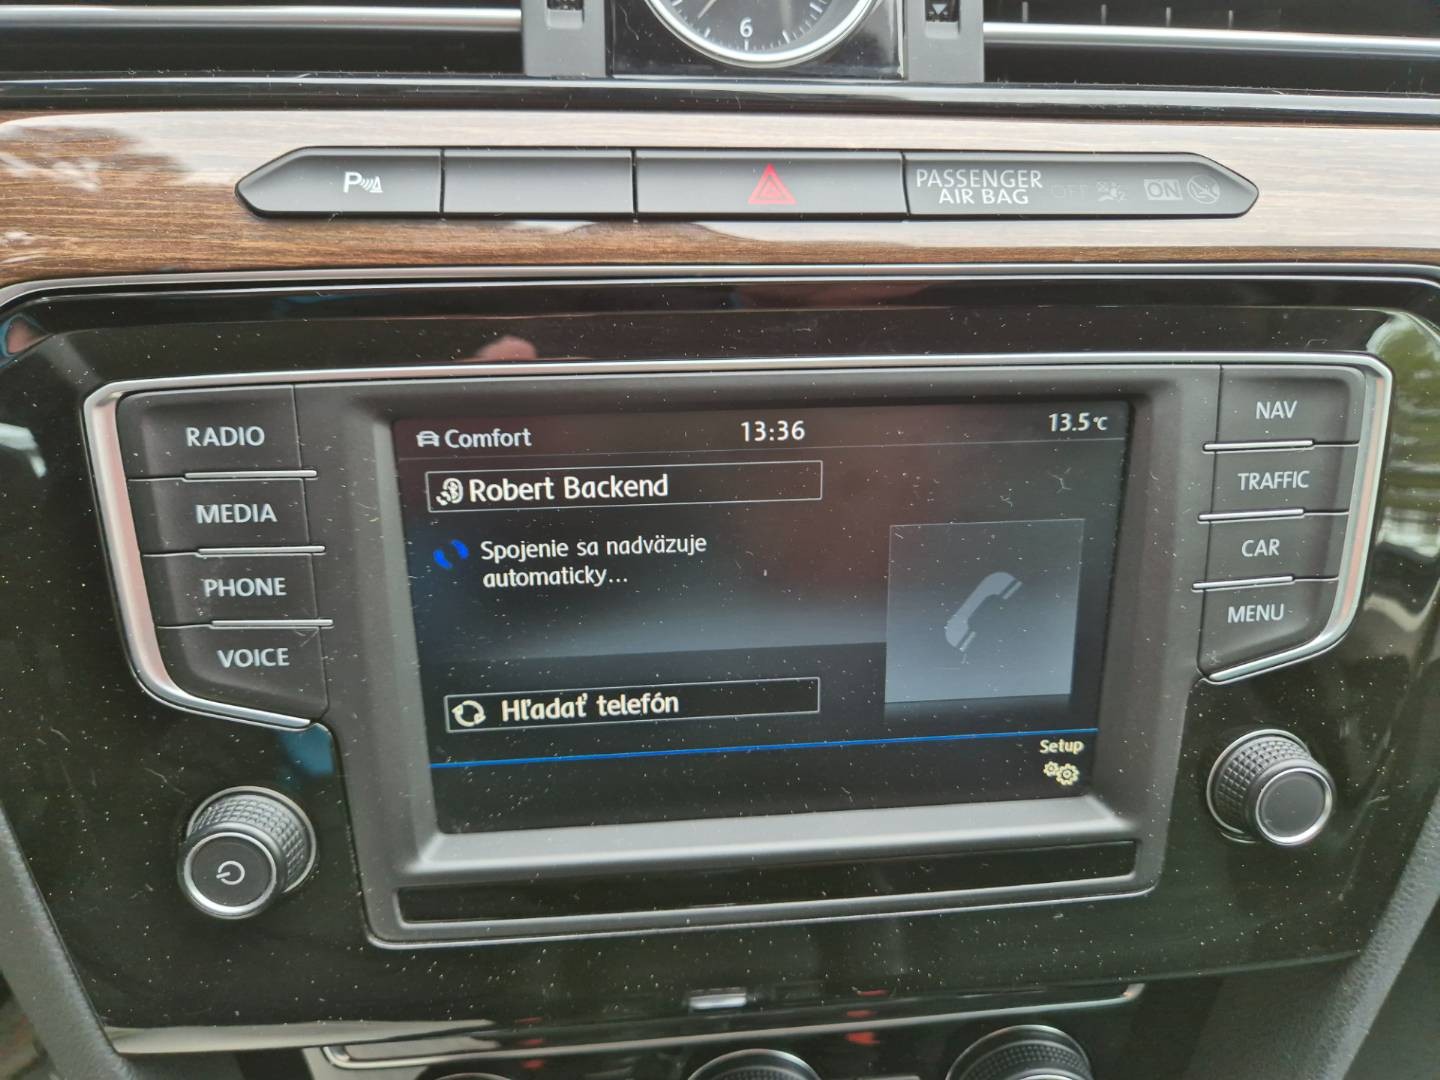 6
P
PASSENGER
AIR BAG
OFF
2
ON
RADIO
MEDIA
PHONE
VOICE
Comfort
13:36
13.5°C
Robert Backend
Spojenie sa nadväzuje
automaticky...
Hľadať telefón
Setup
NAV
TRAFFIC
CAR
MENU